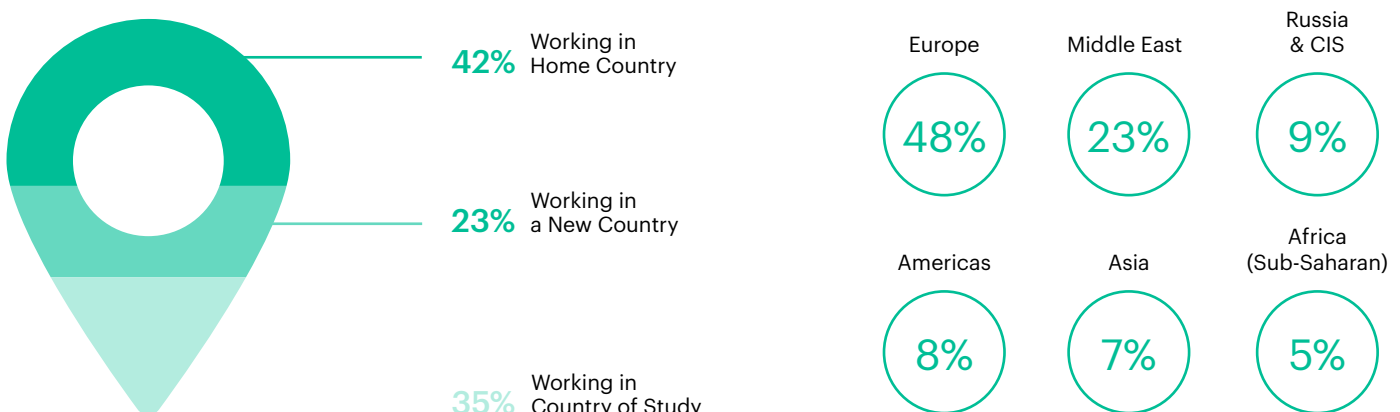 42%
Working in
Home Country
23%
Working in
a New Country
35%
Working in
Country of Study
Europe
48%
Middle East
23%
Russia
& CIS
9%
Americas
8%
Asia
7%
Africa
(Sub-Saharan)
5%